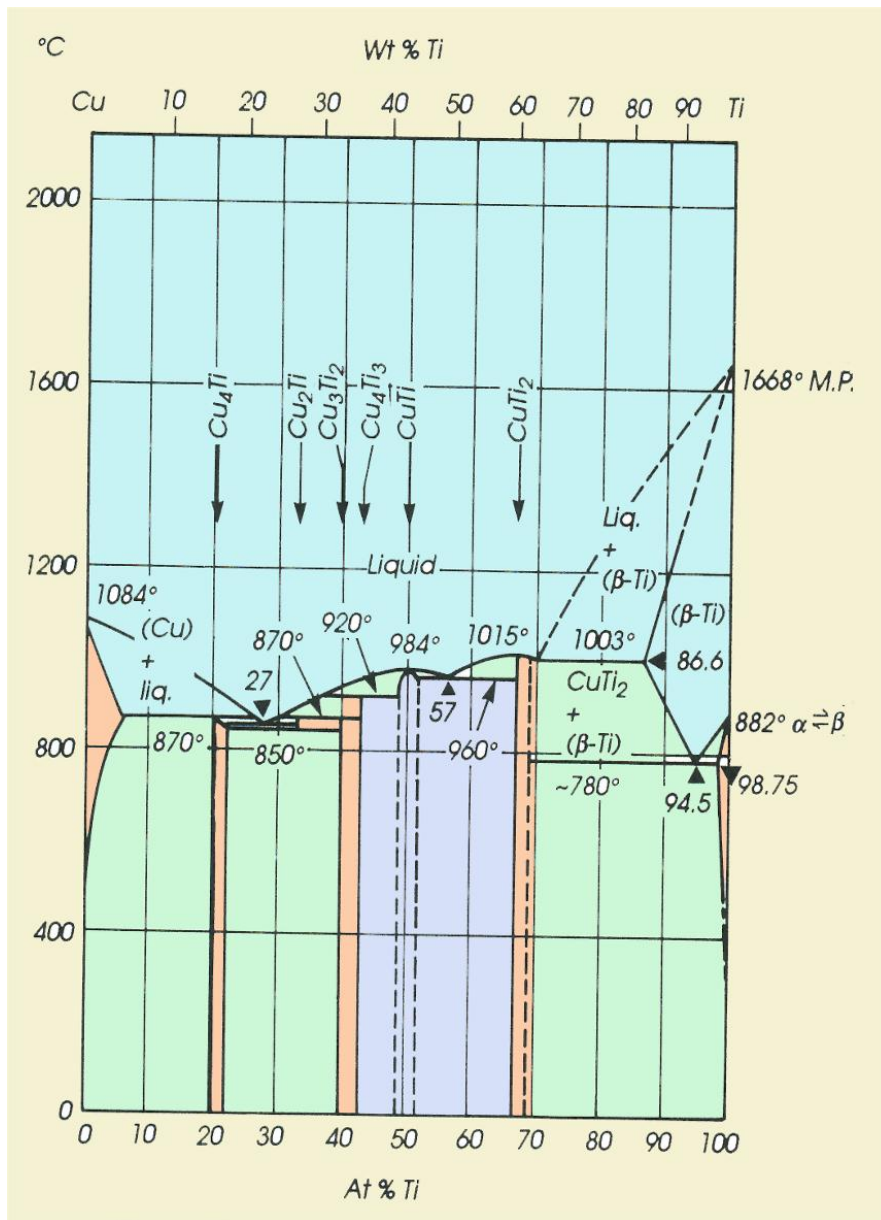 °C
Wt % Ti
Cu 10 20 30 40 50 60 70 80 90 Ti
2000
1600
1200
800
400
0
Cu₄Ti
Cu₂Ti
Cu₃Ti₂
Cu₄Ti₃
CuTi
CuTi₂
1668° M.P.
Liq.
+
(β-Ti)
Liquid
(β-Ti)
1084°
(Cu)
+
liq.
870°
920°
984°
1015°
1003°
86.6
27
57
CuTi₂
+
(β-Ti)
882° α ⇌ β
870°
850°
960°
~780°
94.5
98.75
0 10 20 30 40 50 60 70 80 90 100
At % Ti